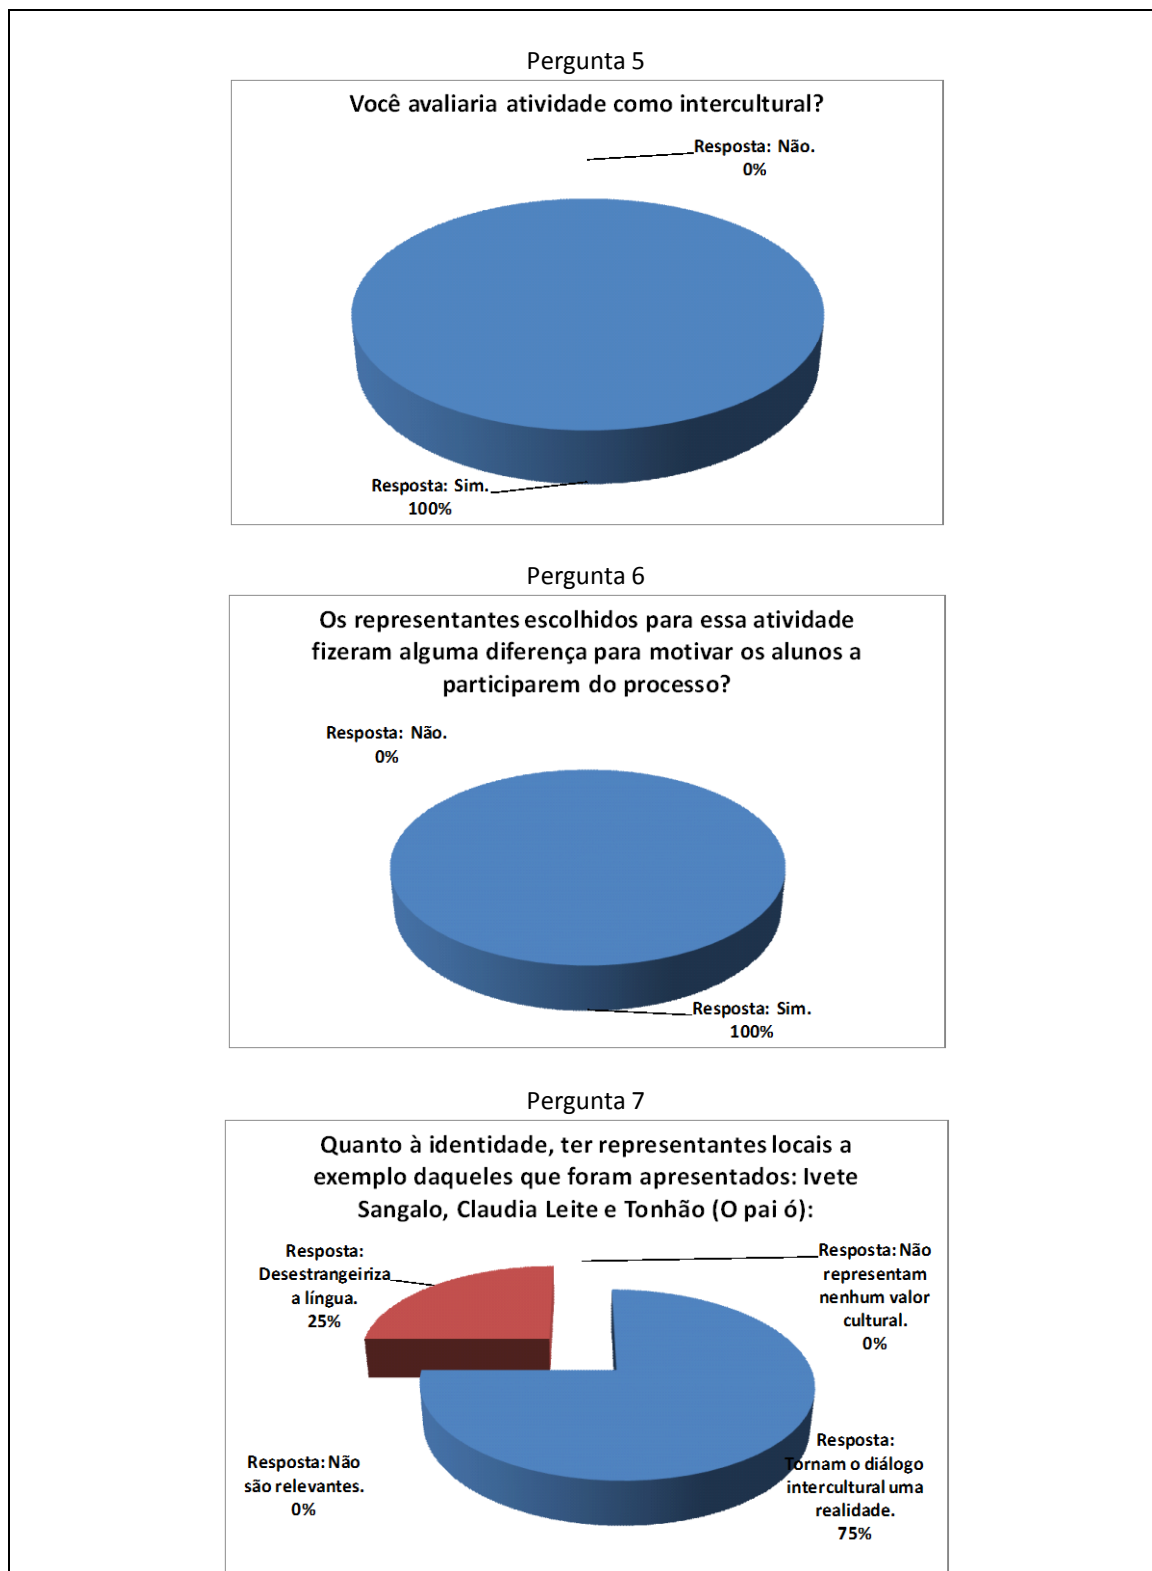 Pergunta 5
Você avaliaria atividade como intercultural?
Resposta: Não.
0%
Resposta: Sim.
100%
Pergunta 6
Os representantes escolhidos para essa atividade
fizeram alguma diferença para motivar os alunos a
participarem do processo?
Resposta: Não.
0%
Resposta: Sim.
100%
Pergunta 7
Quanto à identidade, ter representantes locais a
exemplo daqueles que foram apresentados: Ivete
Sangalo, Claudia Leite e Tonhão (O pai ó):
Resposta:
Desestrangeiriza
a língua.
25%
Resposta: Não
representam
nenhum valor
cultural.
0%
Resposta: Não
são relevantes.
0%
Resposta:
Tornam o diálogo
intercultural uma
realidade.
75%